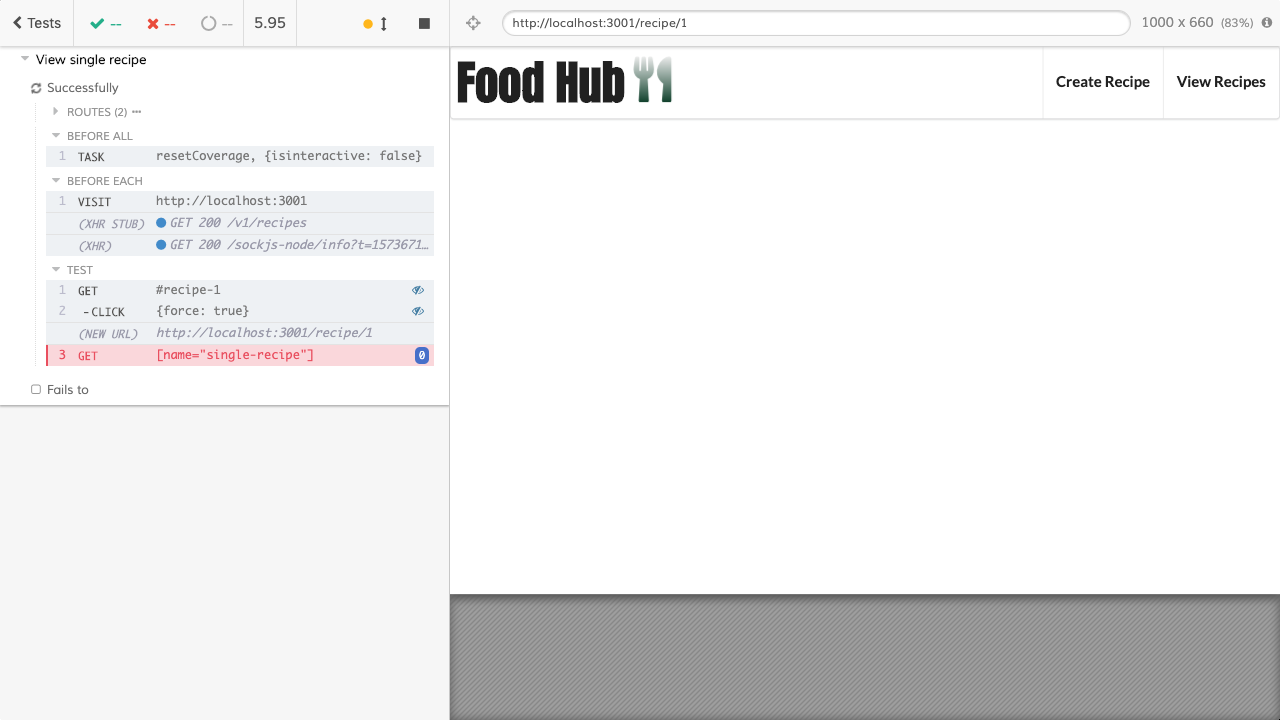 Tests -- -- -- 5.95
http://localhost:3001/recipe/1 1000 x 660 (83%)
View single recipe
Successfully
ROUTES (2)
BEFORE ALL
1 TASK resetCoverage, {isinteractive: false}
BEFORE EACH
1 VISIT http://localhost:3001
(XHR STUB) GET 200 /v1/recipes
(XHR) GET 200 /sockjs-node/info?t=1573671…
TEST
1 GET #recipe-1
2 -CLICK {force: true}
(NEW URL) http://localhost:3001/recipe/1
3 GET [name="single-recipe"] 0
Fails to
Food Hub
Create Recipe View Recipes